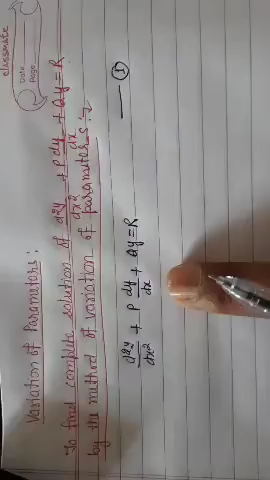 classmate
Date
Page
Variation of Parameters :
To find complete solution of d²y/dx² + P dy/dx + Qy = R
by the method of variation of parameters :→
d²y/dx² + P dy/dx + Qy = R — ①